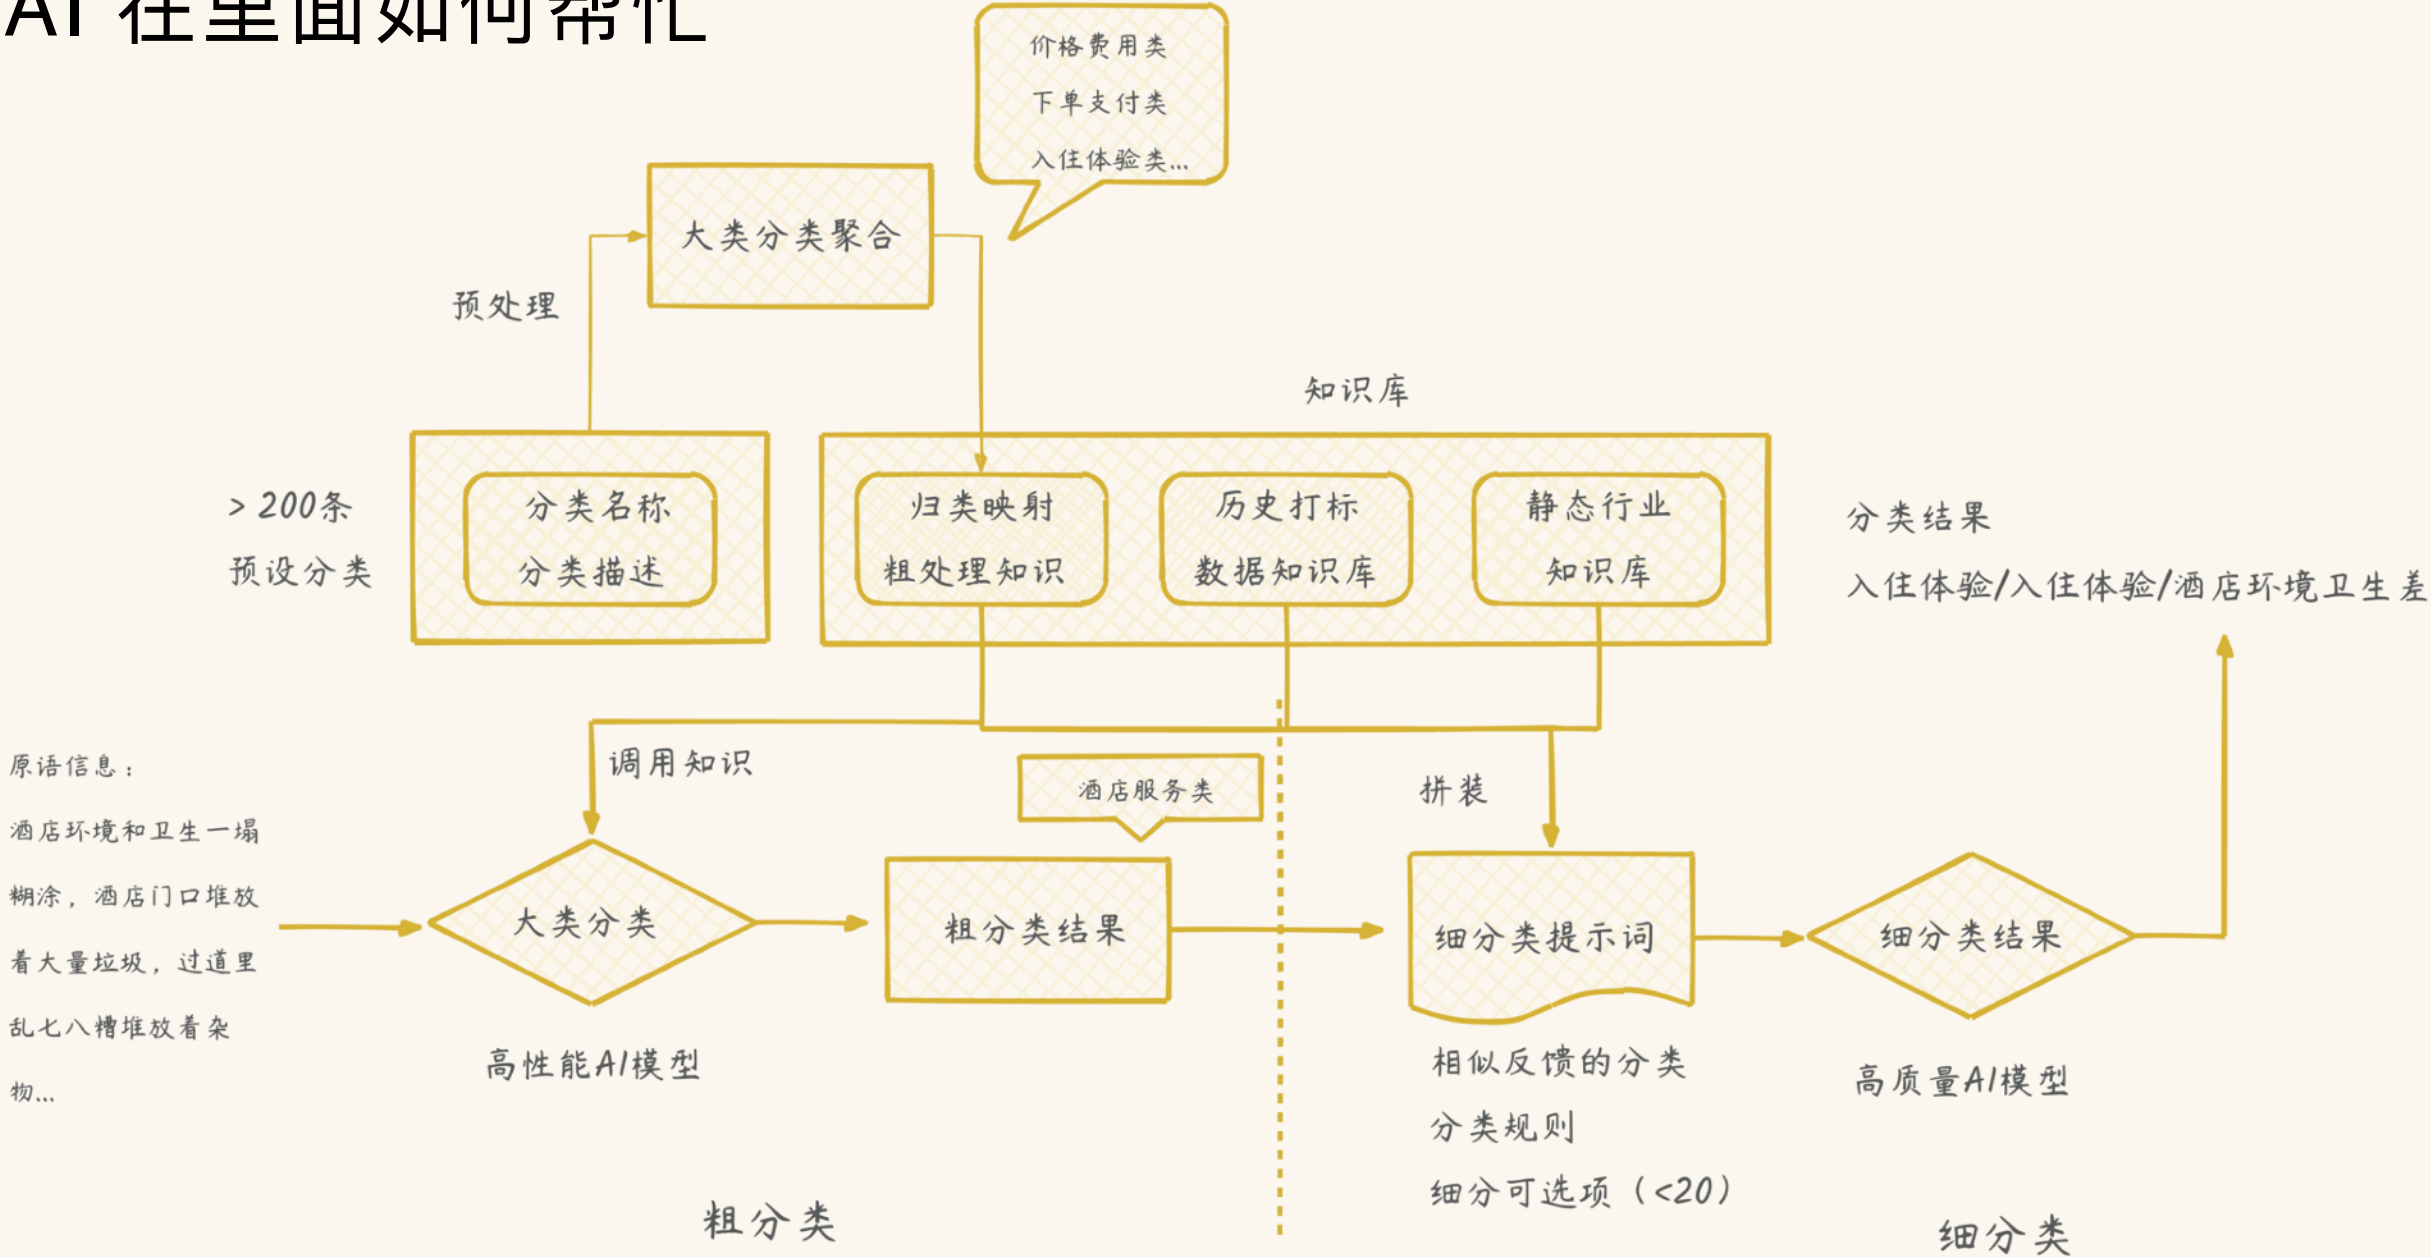 AI 在里面如何帮忙
价格费用类
下单支付类
入住体验类...
大类分类聚合
预处理
知识库
> 200条
预设分类
分类名称
分类描述
归类映射
粗处理知识
历史打标
数据知识库
静态行业
知识库
分类结果
入住体验/入住体验/酒店环境卫生差
原语信息：
酒店环境和卫生一塌
糊涂，酒店门口堆放
着大量垃圾，过道里
乱七八糟堆放着杂
物...
调用知识
酒店服务类
拼装
大类分类
粗分类结果
细分类提示词
细分类结果
高性能AI模型
相似反馈的分类
分类规则
细分可选项（<20）
高质量AI模型
粗分类
细分类